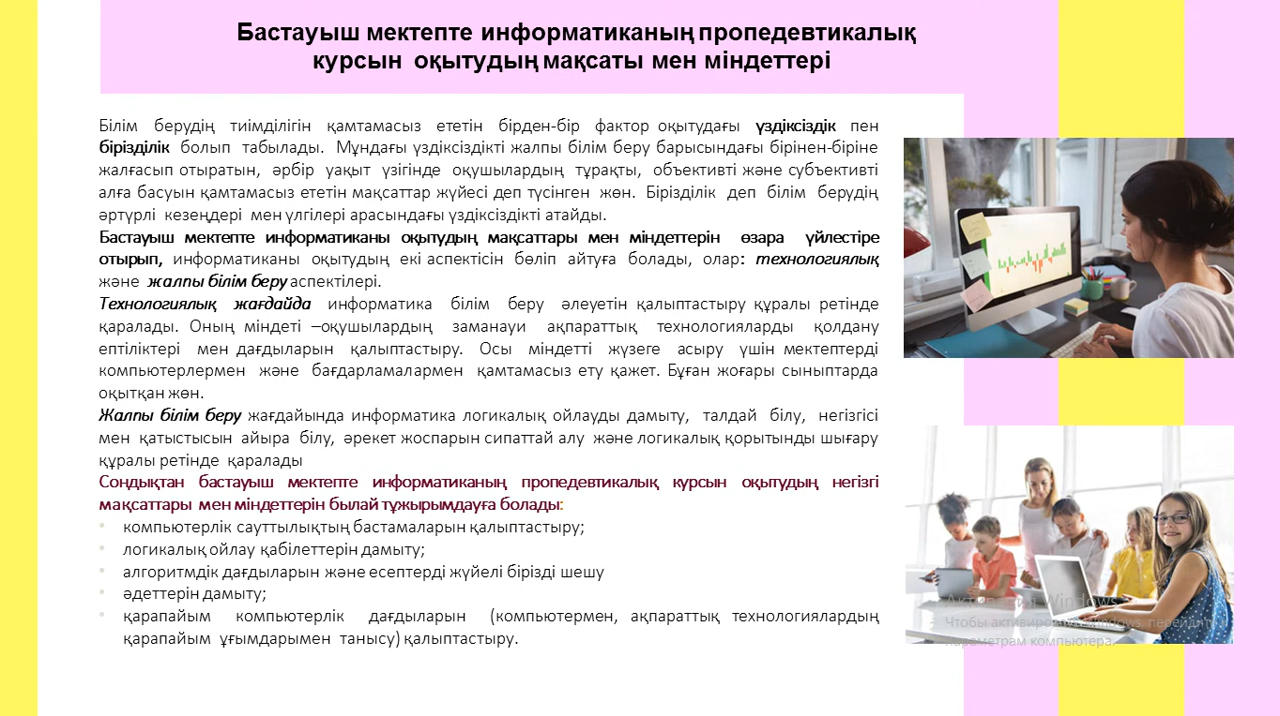 Бастауыш мектепте информатиканың пропедевтикалық
курсын оқытудың мақсаты мен міндеттері
Білім берудің тиімділігін қамтамасыз ететін бірден-бір фактор оқытудағы үздіксіздік пен
бірізділік болып табылады. Мұндағы үздіксіздікті жалпы білім беру барысындағы бірінен-біріне
жалғасып отыратын, әрбір уақыт үзігінде оқушылардың тұрақты, объективті және субъективті
алға басуын қамтамасыз ететін мақсаттар жүйесі деп түсінген жөн. Бірізділік деп білім берудің
әртүрлі кезеңдері мен үлгілері арасындағы үздіксіздікті атайды.
Бастауыш мектепте информатиканы оқытудың мақсаттары мен міндеттерін өзара үйлестіре
отырып, информатиканы оқытудың екі аспектісін бөліп айтуға болады, олар: технологиялық
және жалпы білім беру аспектілері.
Технологиялық жағдайда информатика білім беру әлеуетін қалыптастыру құралы ретінде
қаралады. Оның міндеті –оқушылардың заманауи ақпараттық технологияларды қолдану
ептіліктері мен дағдыларын қалыптастыру. Осы міндетті жүзеге асыру үшін мектептерді
компьютерлермен және бағдарламалармен қамтамасыз ету қажет. Бұған жоғары сыныптарда
оқытқан жөн.
Жалпы білім беру жағдайында информатика логикалық ойлауды дамыту, талдай білу, негізгісі
мен қатыстысын айыра білу, әрекет жоспарын сипаттай алу және логикалық қорытынды шығару
құралы ретінде қаралады
Сондықтан бастауыш мектепте информатиканың пропедевтикалық курсын оқытудың негізгі
мақсаттары мен міндеттерін былай тұжырымдауға болады:
• компьютерлік сауттылықтың бастамаларын қалыптастыру;
• логикалық ойлау қабілеттерін дамыту;
• алгоритмдік дағдыларын және есептерді жүйелі бірізді шешу
• әдеттерін дамыту;
• қарапайым компьютерлік дағдыларын (компьютермен, ақпараттық технологиялардың
қарапайым ұғымдарымен танысу) қалыптастыру.
Активация Windows
Чтобы активировать Windows, перейдите к
параметрам компьютера.